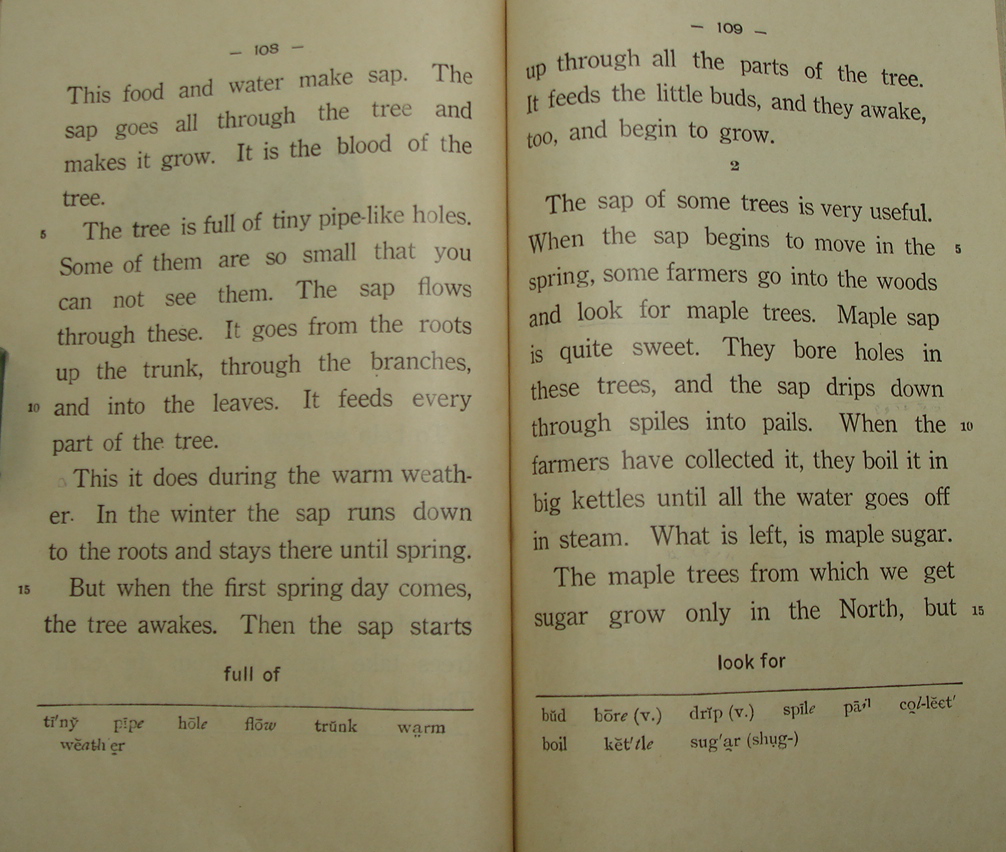 — 108 —
This food and water make sap. The
sap goes all through the tree and
makes it grow. It is the blood of the
tree.
5 The tree is full of tiny pipe-like holes.
Some of them are so small that you
can not see them. The sap flows
through these. It goes from the roots
up the trunk, through the branches,
10 and into the leaves. It feeds every
part of the tree.
This it does during the warm weath-
er. In the winter the sap runs down
to the roots and stays there until spring.
15 But when the first spring day comes,
the tree awakes. Then the sap starts
full of
tī′nў pīpe hōle flōw trŭnk wạrm
wĕath ẽr
— 109 —
up through all the parts of the tree.
It feeds the little buds, and they awake,
too, and begin to grow.
2
The sap of some trees is very useful.
When the sap begins to move in the 5
spring, some farmers go into the woods
and look for maple trees. Maple sap
is quite sweet. They bore holes in
these trees, and the sap drips down
through spiles into pails. When the 10
farmers have collected it, they boil it in
big kettles until all the water goes off
in steam. What is left, is maple sugar.
The maple trees from which we get
sugar grow only in the North, but 15
look for
bŭd bōre (v.) drĭp (v.) spīle pāil co̤l-lĕct′
boil kĕt′tle sug′a̤r (shụg-)